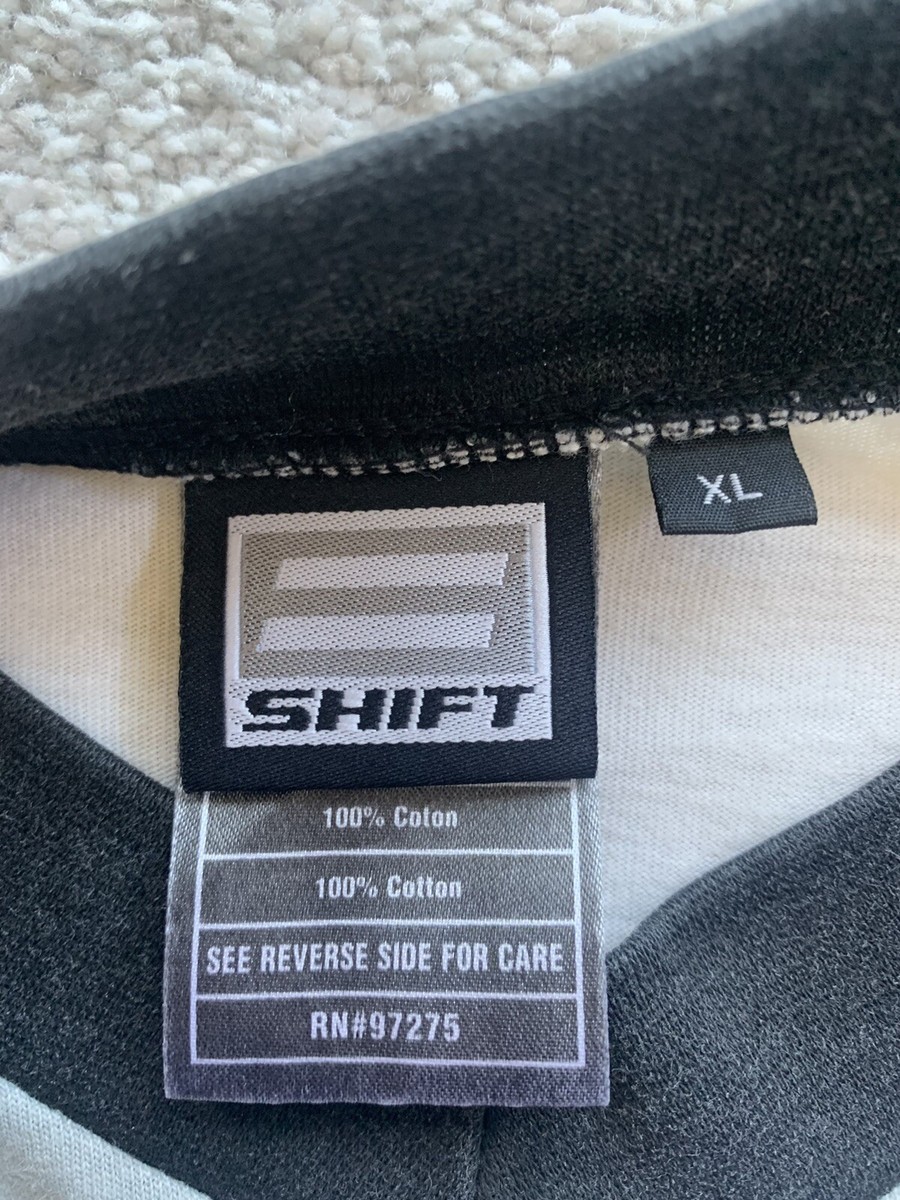 XL
SHIFT
100% Coton
100% Cotton
SEE REVERSE SIDE FOR CARE
RN#97275